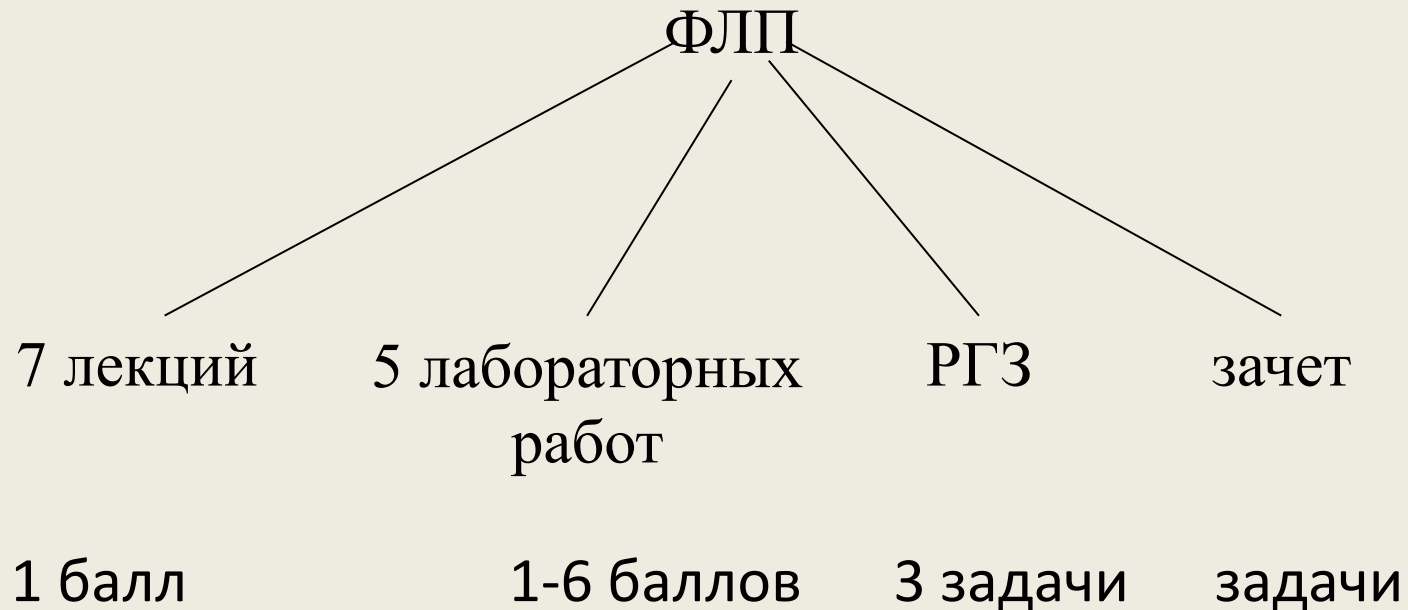 ФЛП
7 лекций 5 лабораторных работ РГЗ зачет
1 балл 1-6 баллов 3 задачи задачи